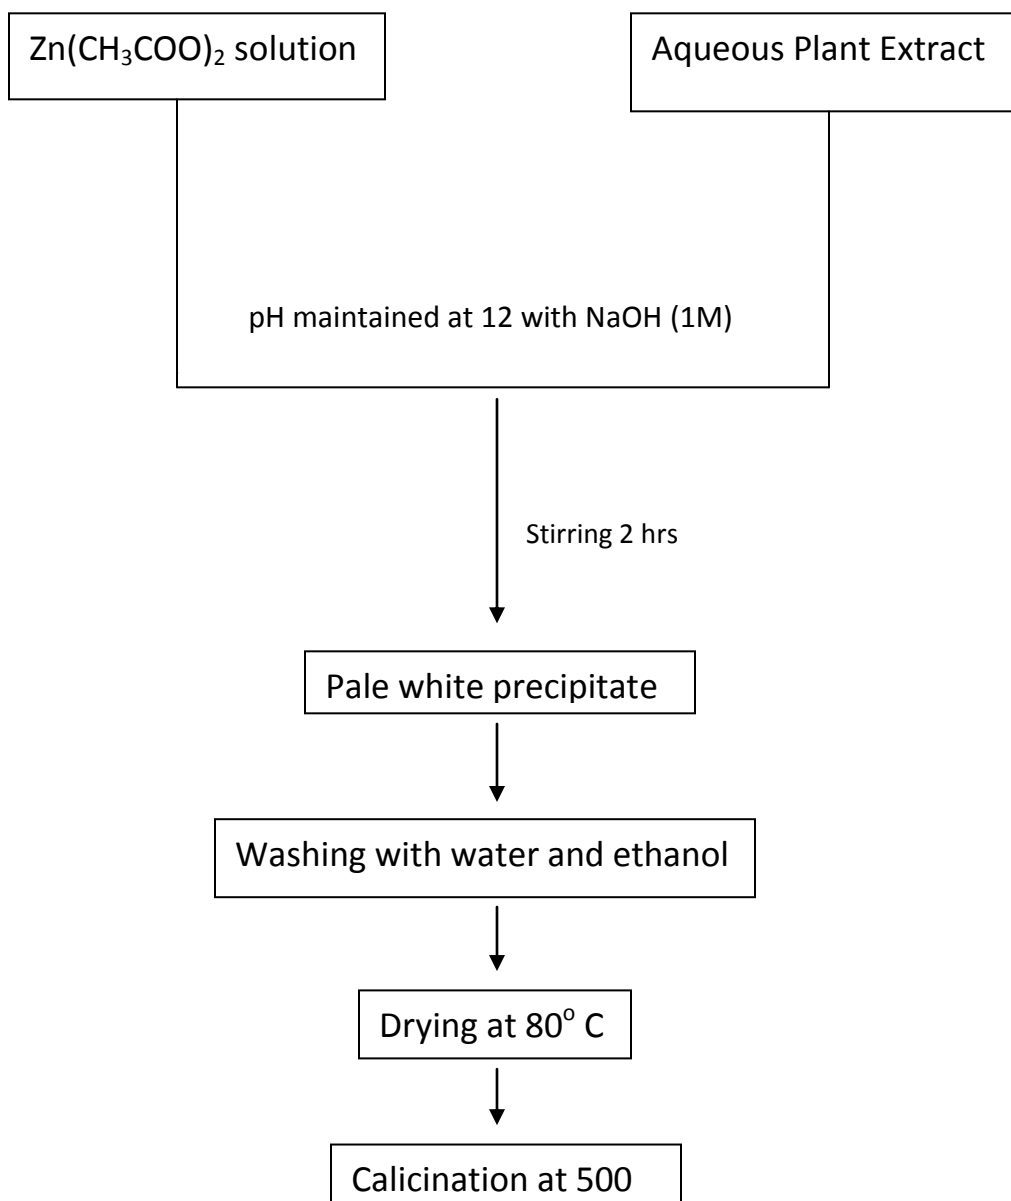 Zn(CH₃COO)₂ solution
Aqueous Plant Extract
pH maintained at 12 with NaOH (1M)
Stirring 2 hrs
Pale white precipitate
Washing with water and ethanol
Drying at 80° C
Calicination at 500